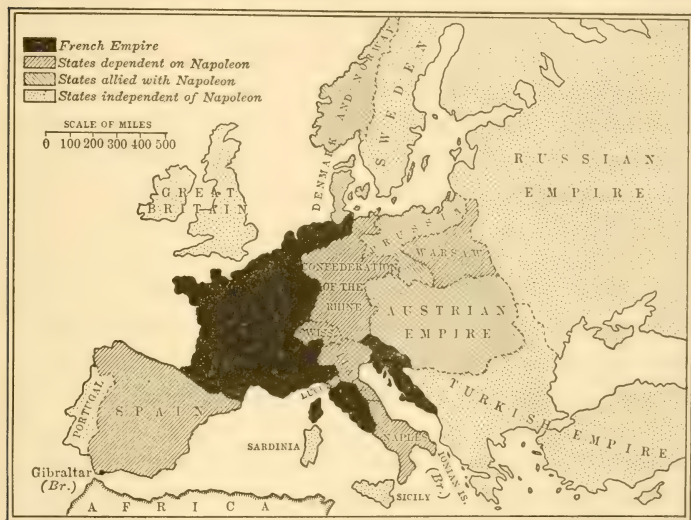 French Empire
States dependent on Napoleon
States allied with Napoleon
States independent of Napoleon
SCALE OF MILES
0 100 200 300 400 500
DENMARK AND NORWAY
SWEDEN
RUSSIAN
EMPIRE
GREAT
BRITAIN
PRUSSIA
WARSAW
CONFEDERATION
OF THE
RHINE
AUSTRIAN
EMPIRE
PORTUGAL
SPAIN
TURKISH EMPIRE
SARDINIA
NAPLES
IONIAN IS.
(Br.)
Gibraltar
(Br.)
SICILY
AFRICA